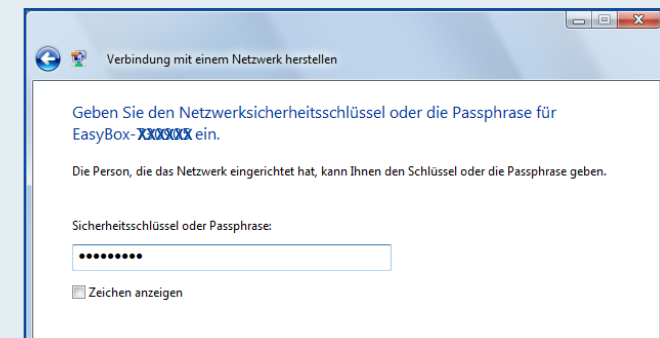 Verbindung mit einem Netzwerk herstellen
Geben Sie den Netzwerksicherheitsschlüssel oder die Passphrase für
EasyBox- ein.
Die Person, die das Netzwerk eingerichtet hat, kann Ihnen den Schlüssel oder die Passphrase geben.
Sicherheitsschlüssel oder Passphrase:
•••••••••
Zeichen anzeigen